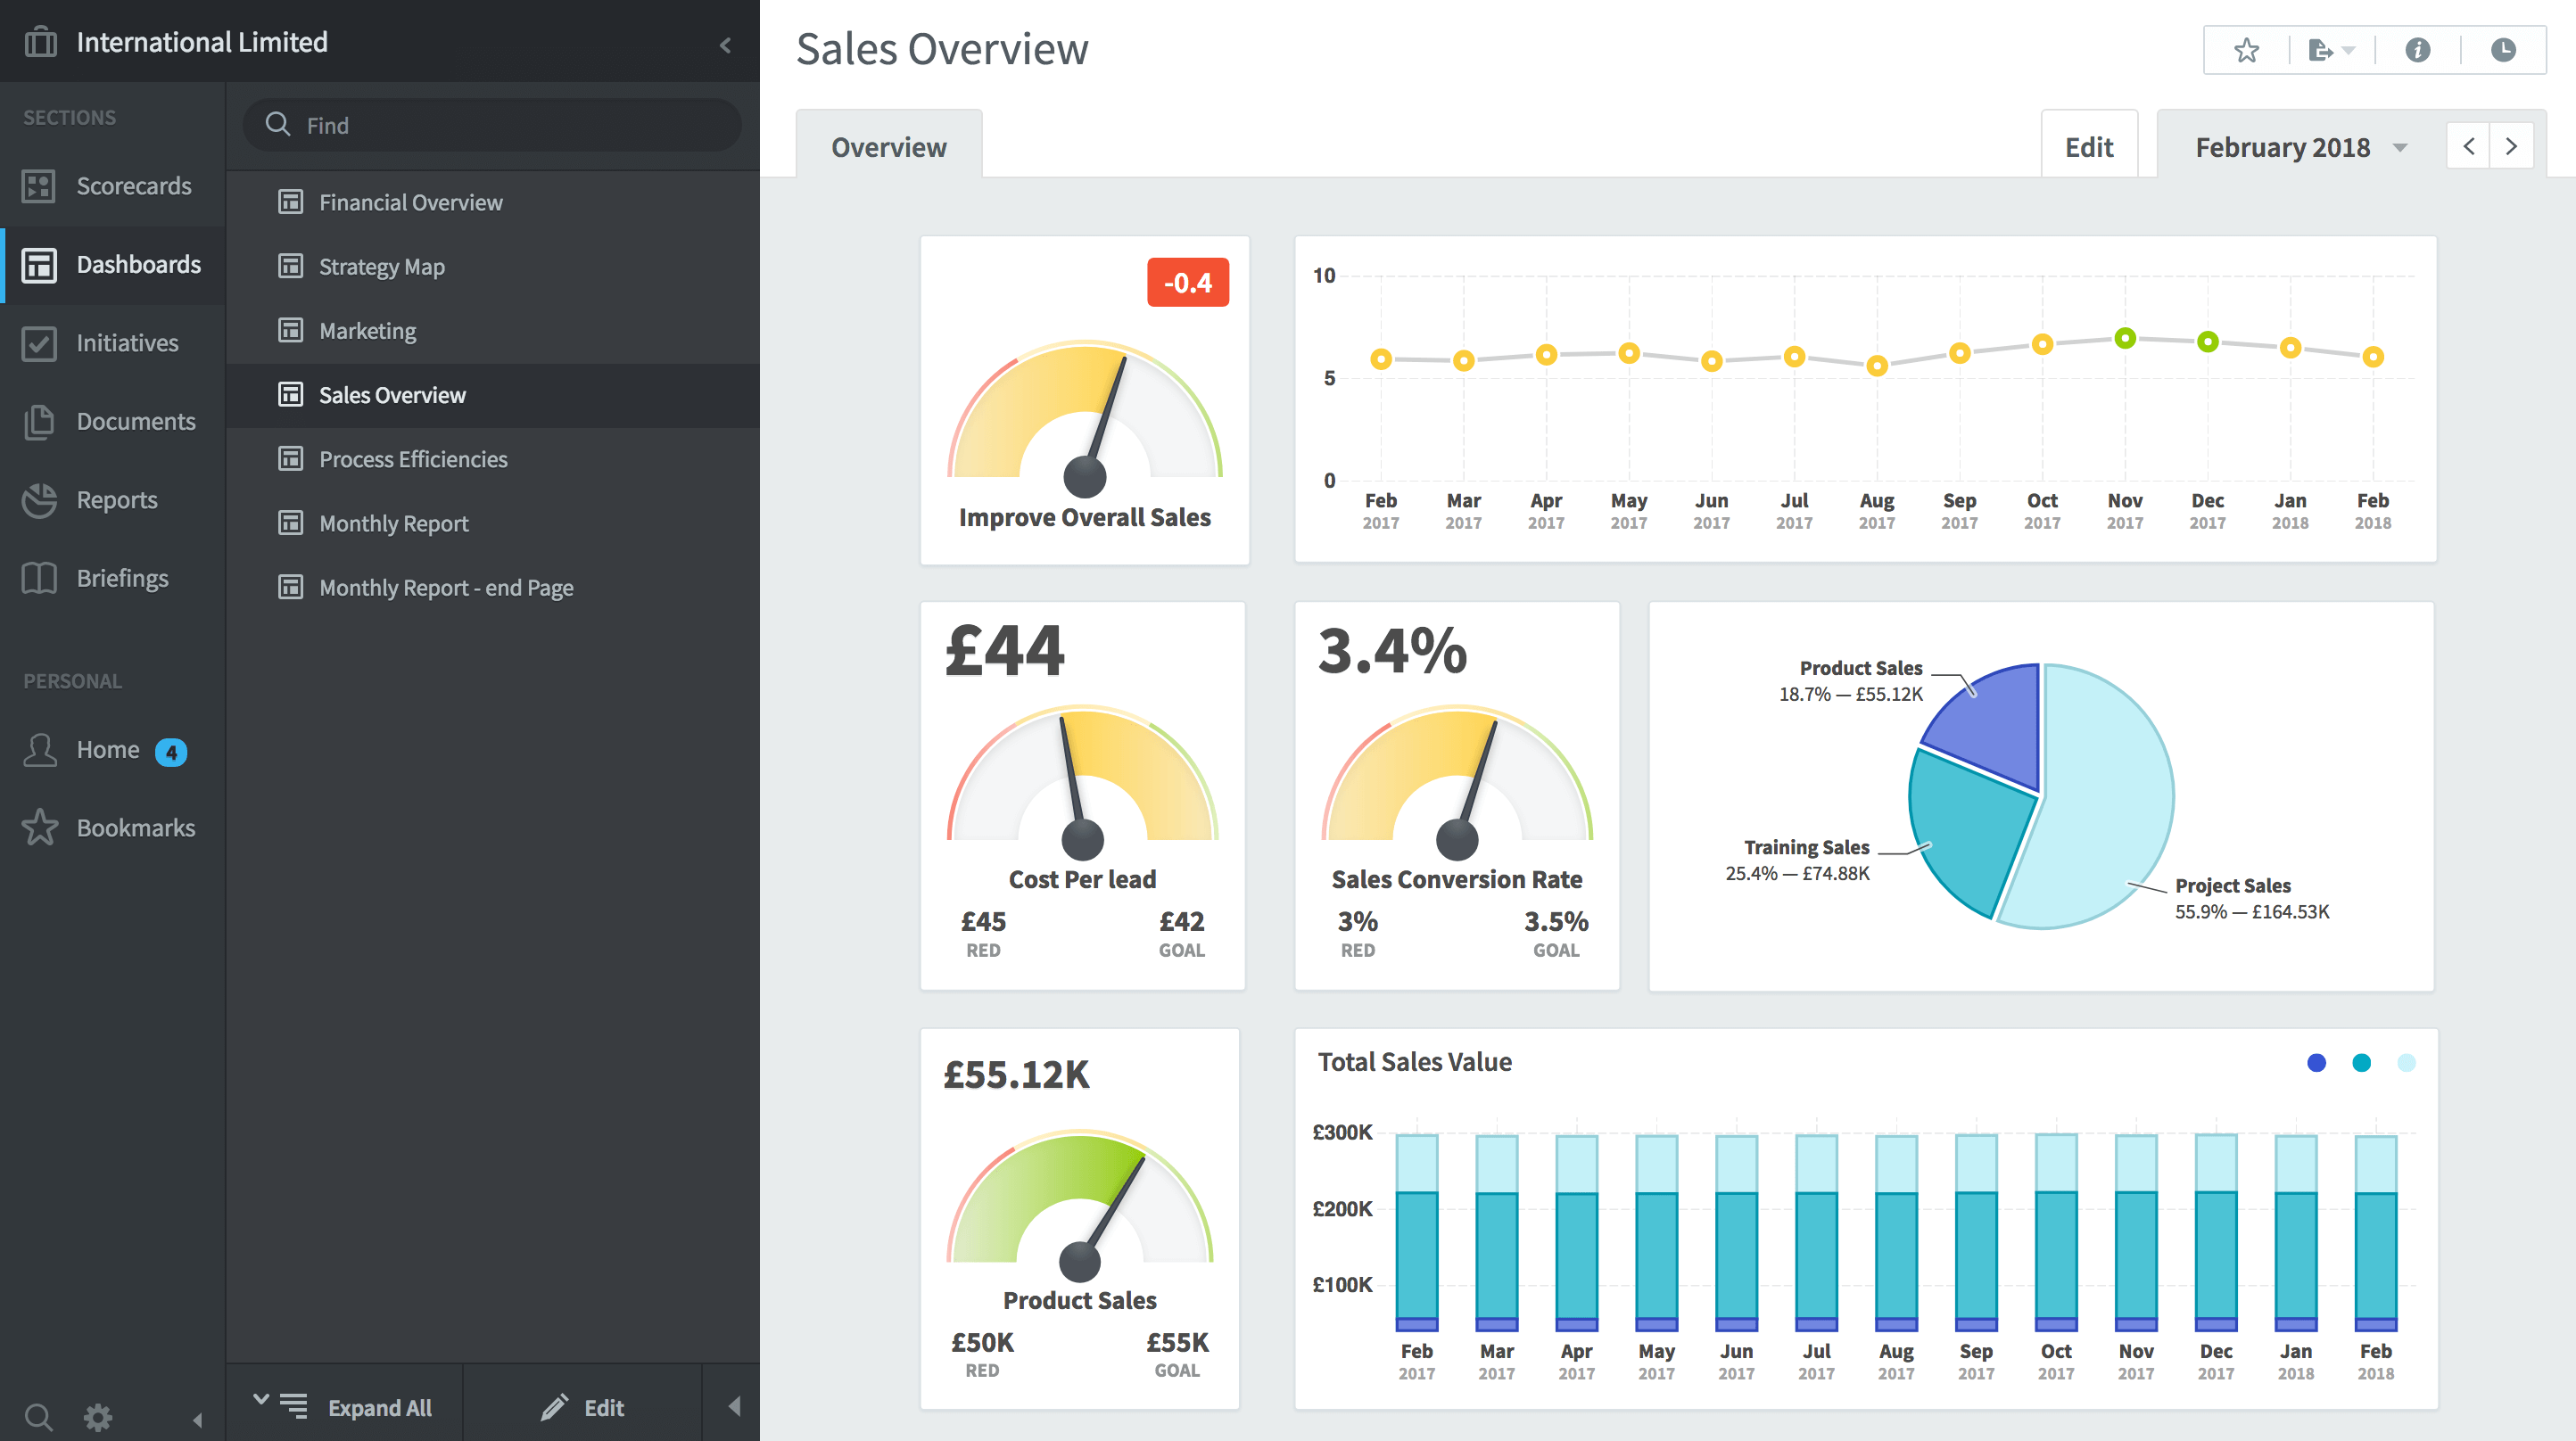 International Limited
SECTIONS
Scorecards
Dashboards
Initiatives
Documents
Reports
Briefings
PERSONAL
Home 4
Bookmarks
Find
Financial Overview
Strategy Map
Marketing
Sales Overview
Process Efficiencies
Monthly Report
Monthly Report - end Page
Expand All
Edit
Sales Overview
Overview
Edit
February 2018
-0.4
Improve Overall Sales
10
5
0
Feb Mar Apr May Jun Jul Aug Sep Oct Nov Dec Jan Feb
2017 2017 2017 2017 2017 2017 2017 2017 2017 2017 2017 2018 2018
£44
Cost Per lead
£45 £42
RED GOAL
3.4%
Sales Conversion Rate
3% 3.5%
RED GOAL
Product Sales
18.7% — £55.12K
Training Sales
25.4% — £74.88K
Project Sales
55.9% — £164.53K
£55.12K
Product Sales
£50K £55K
RED GOAL
Total Sales Value
£300K
£200K
£100K
Feb Mar Apr May Jun Jul Aug Sep Oct Nov Dec Jan Feb
2017 2017 2017 2017 2017 2017 2017 2017 2017 2017 2017 2018 2018